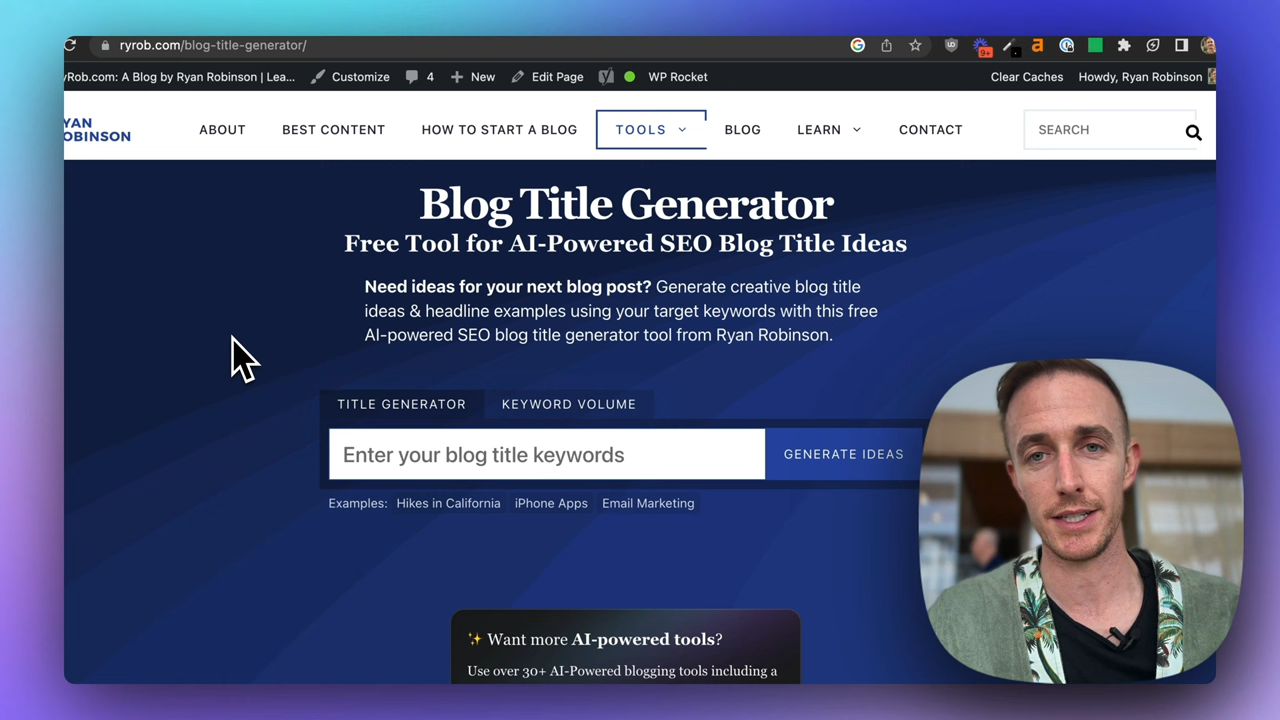 ryrob.com/blog-title-generator/
9+
yRob.com: A Blog by Ryan Robinson | Lea... Customize 4 New Edit Page WP Rocket Clear Caches Howdy, Ryan Robinson
YAN
OBINSON
ABOUT BEST CONTENT HOW TO START A BLOG TOOLS BLOG LEARN CONTACT SEARCH
Blog Title Generator
Free Tool for AI-Powered SEO Blog Title Ideas
Need ideas for your next blog post? Generate creative blog title
ideas & headline examples using your target keywords with this free
AI-powered SEO blog title generator tool from Ryan Robinson.
TITLE GENERATOR KEYWORD VOLUME
Enter your blog title keywords GENERATE IDEAS
Examples: Hikes in California iPhone Apps Email Marketing
✨ Want more AI-powered tools?
Use over 30+ AI-Powered blogging tools including a